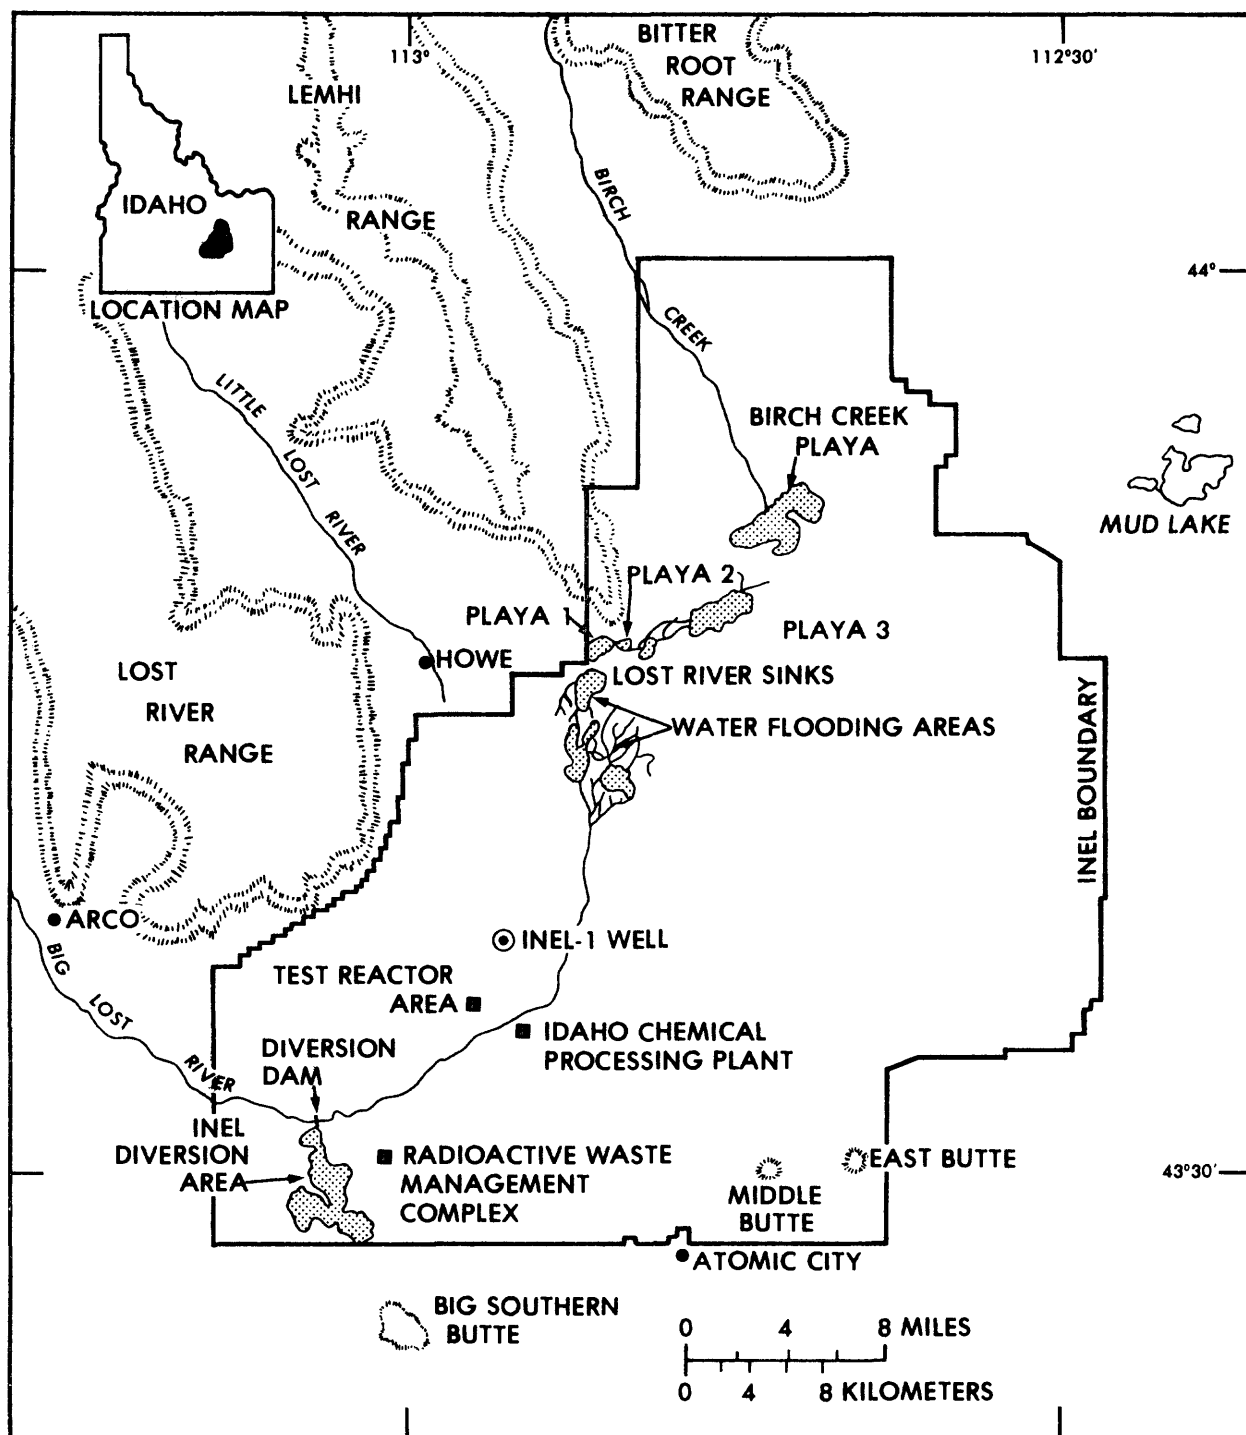 BITTER
ROOT
RANGE
113°
112°30'
LEMHI
RANGE
IDAHO
LOCATION MAP
BIRCH
CREEK
44°
LITTLE
LOST
RIVER
BIRCH CREEK
PLAYA
MUD LAKE
PLAYA 2
PLAYA 1
PLAYA 3
HOWE
LOST RIVER SINKS
WATER FLOODING AREAS
LOST
RIVER
RANGE
INEL BOUNDARY
ARCO
BIG
LOST
RIVER
INEL-1 WELL
TEST REACTOR
AREA
IDAHO CHEMICAL
PROCESSING PLANT
DIVERSION
DAM
INEL
DIVERSION
AREA
RADIOACTIVE WASTE
MANAGEMENT
COMPLEX
EAST BUTTE
MIDDLE
BUTTE
43°30'
ATOMIC CITY
BIG SOUTHERN
BUTTE
0 4 8 MILES
0 4 8 KILOMETERS